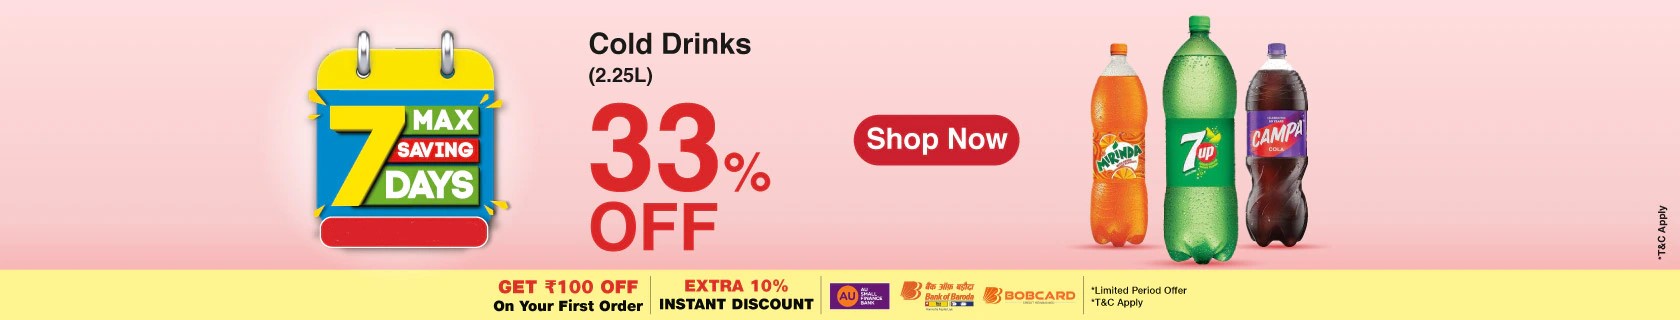 7 MAX
SAVING
DAYS
Cold Drinks
(2.25L)
33%
OFF
Shop Now
MIRINDA
7up
CAMPA
COLA
*T&C Apply
GET ₹100 OFF
On Your First Order
EXTRA 10%
INSTANT DISCOUNT
AU
AU
SMALL
FINANCE
BANK
बैंक ऑफ़ बड़ौदा
Bank of Baroda
BOBCARD
*Limited Period Offer
*T&C Apply